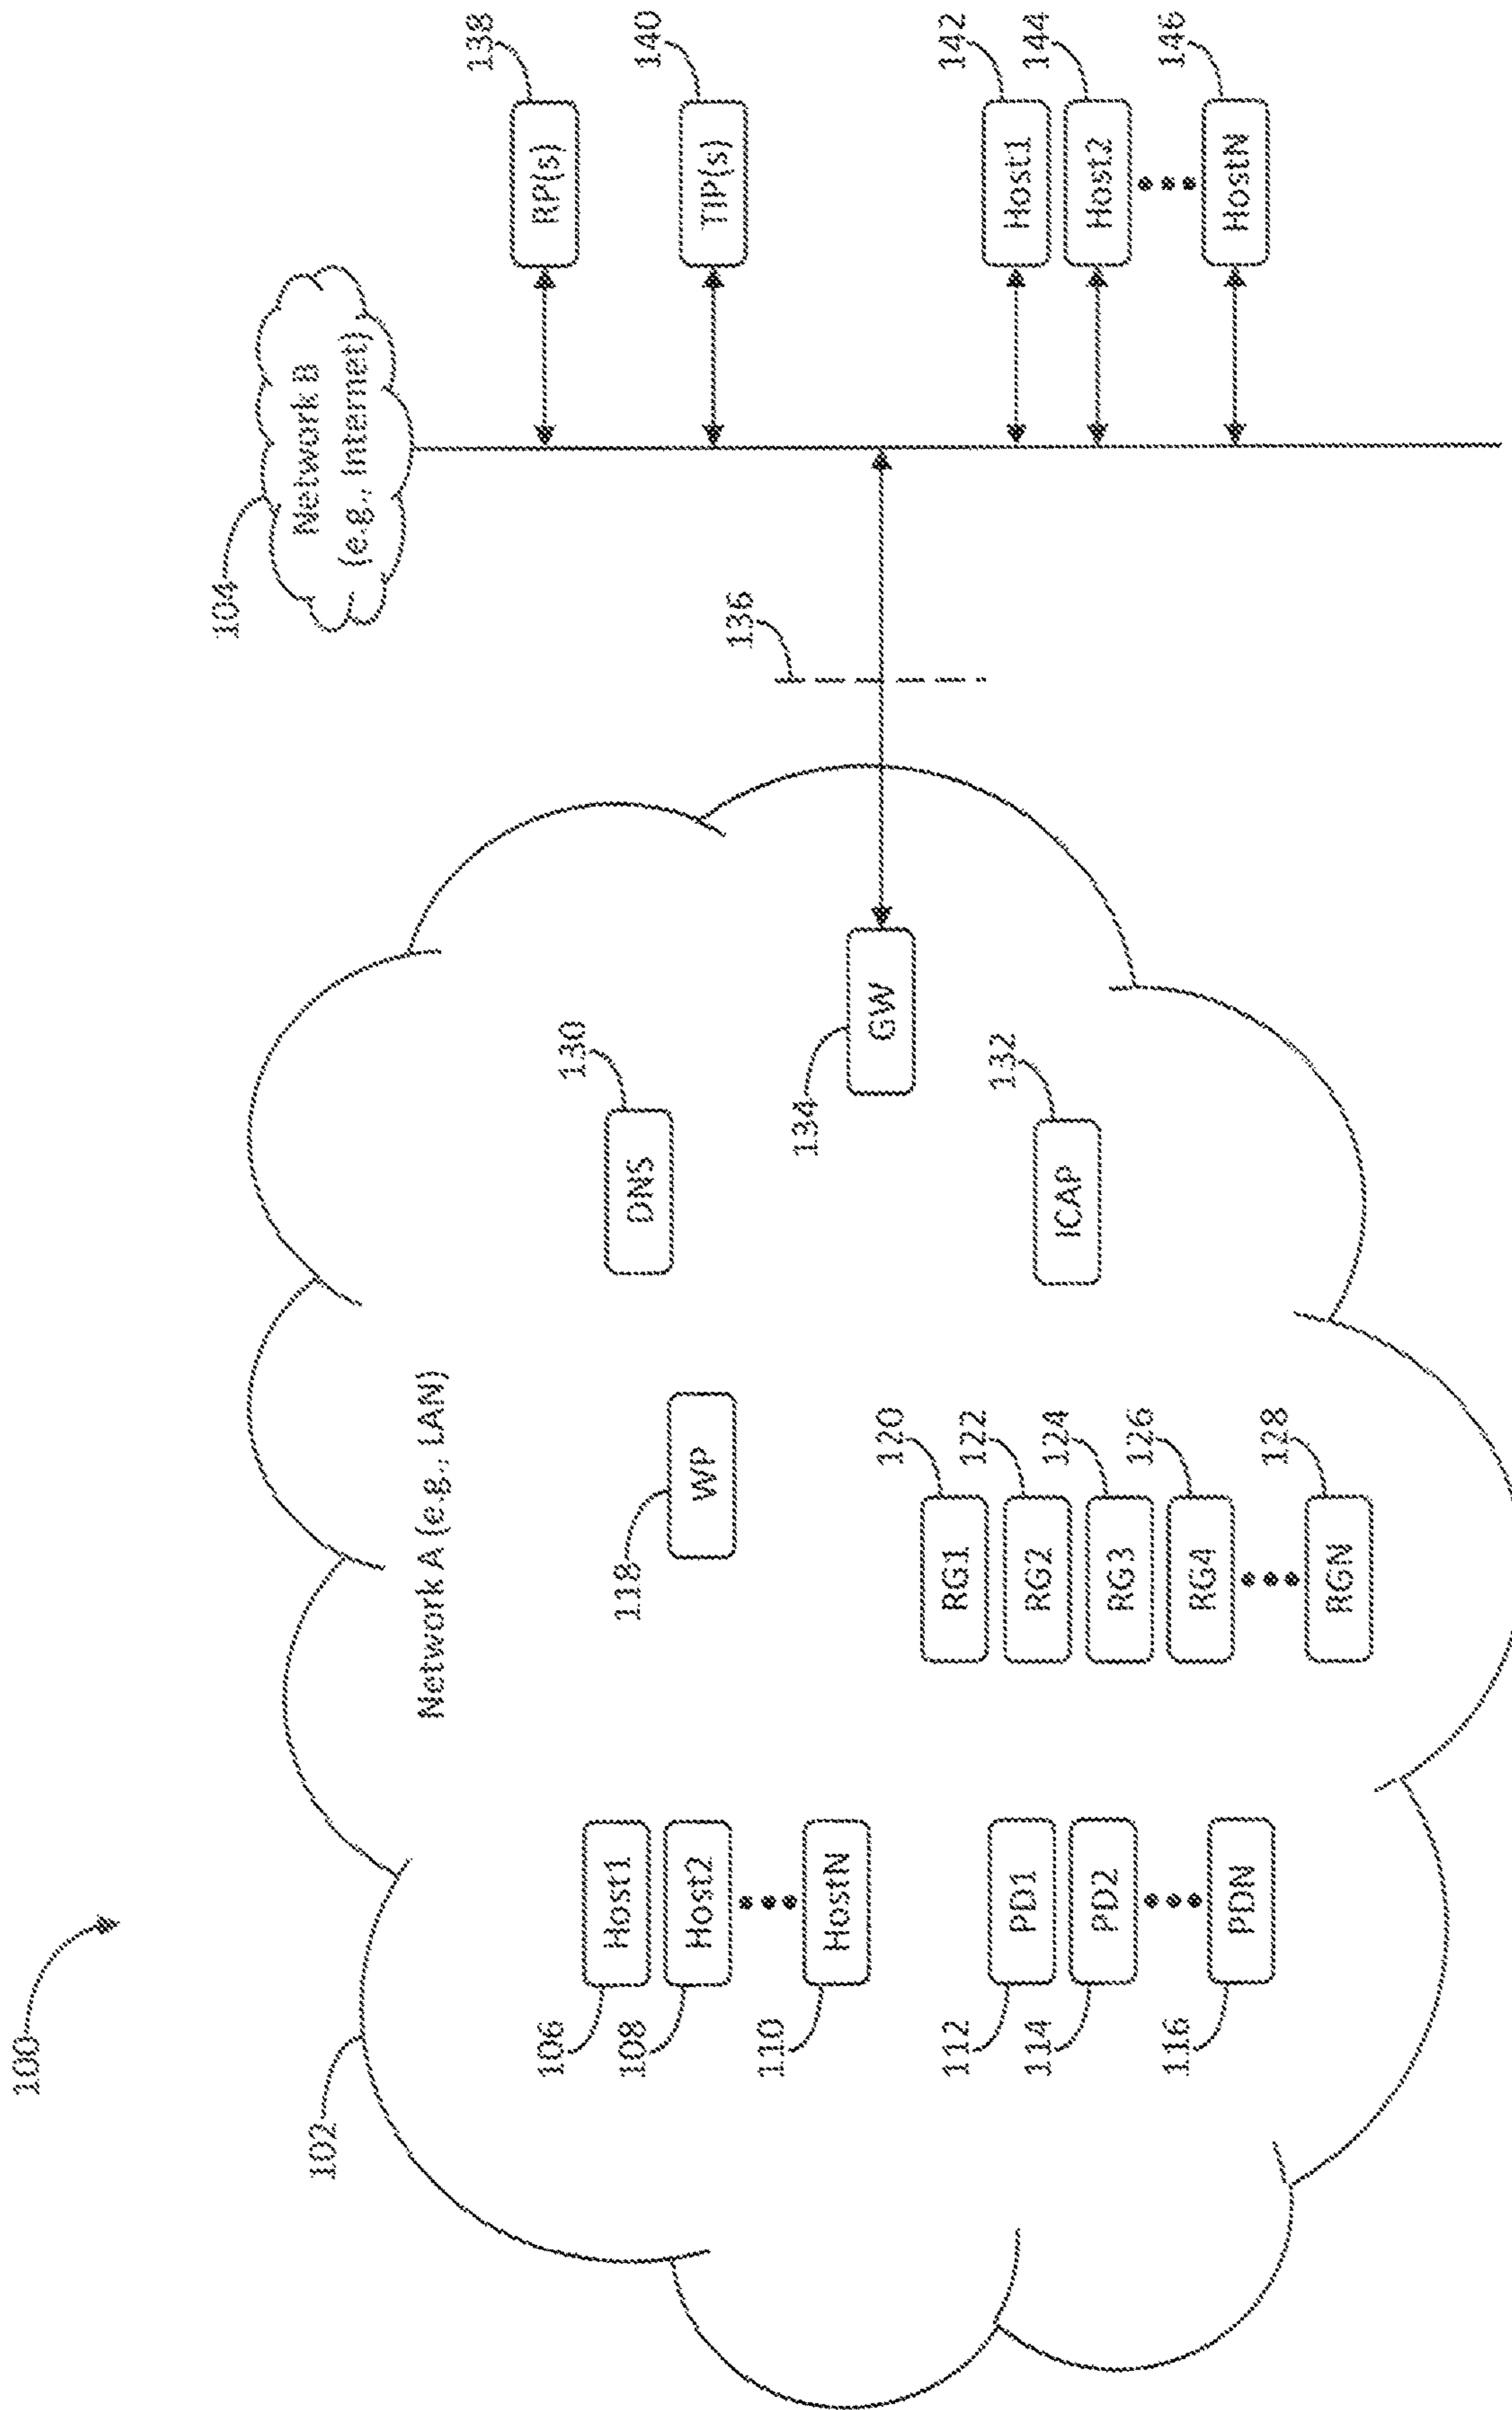 100
102
Network A (e.g., LAN)
104
Network B
(e.g., Internet)
106
Host1
108
Host2
110
HostN
112
PD1
114
PD2
116
PDN
118
WP
120
RG1
122
RG2
124
RG3
126
RG4
128
RGN
130
DNS
132
ICAP
134
GW
136
138
RP(s)
140
TIP(s)
142
Host1
144
Host2
146
HostN